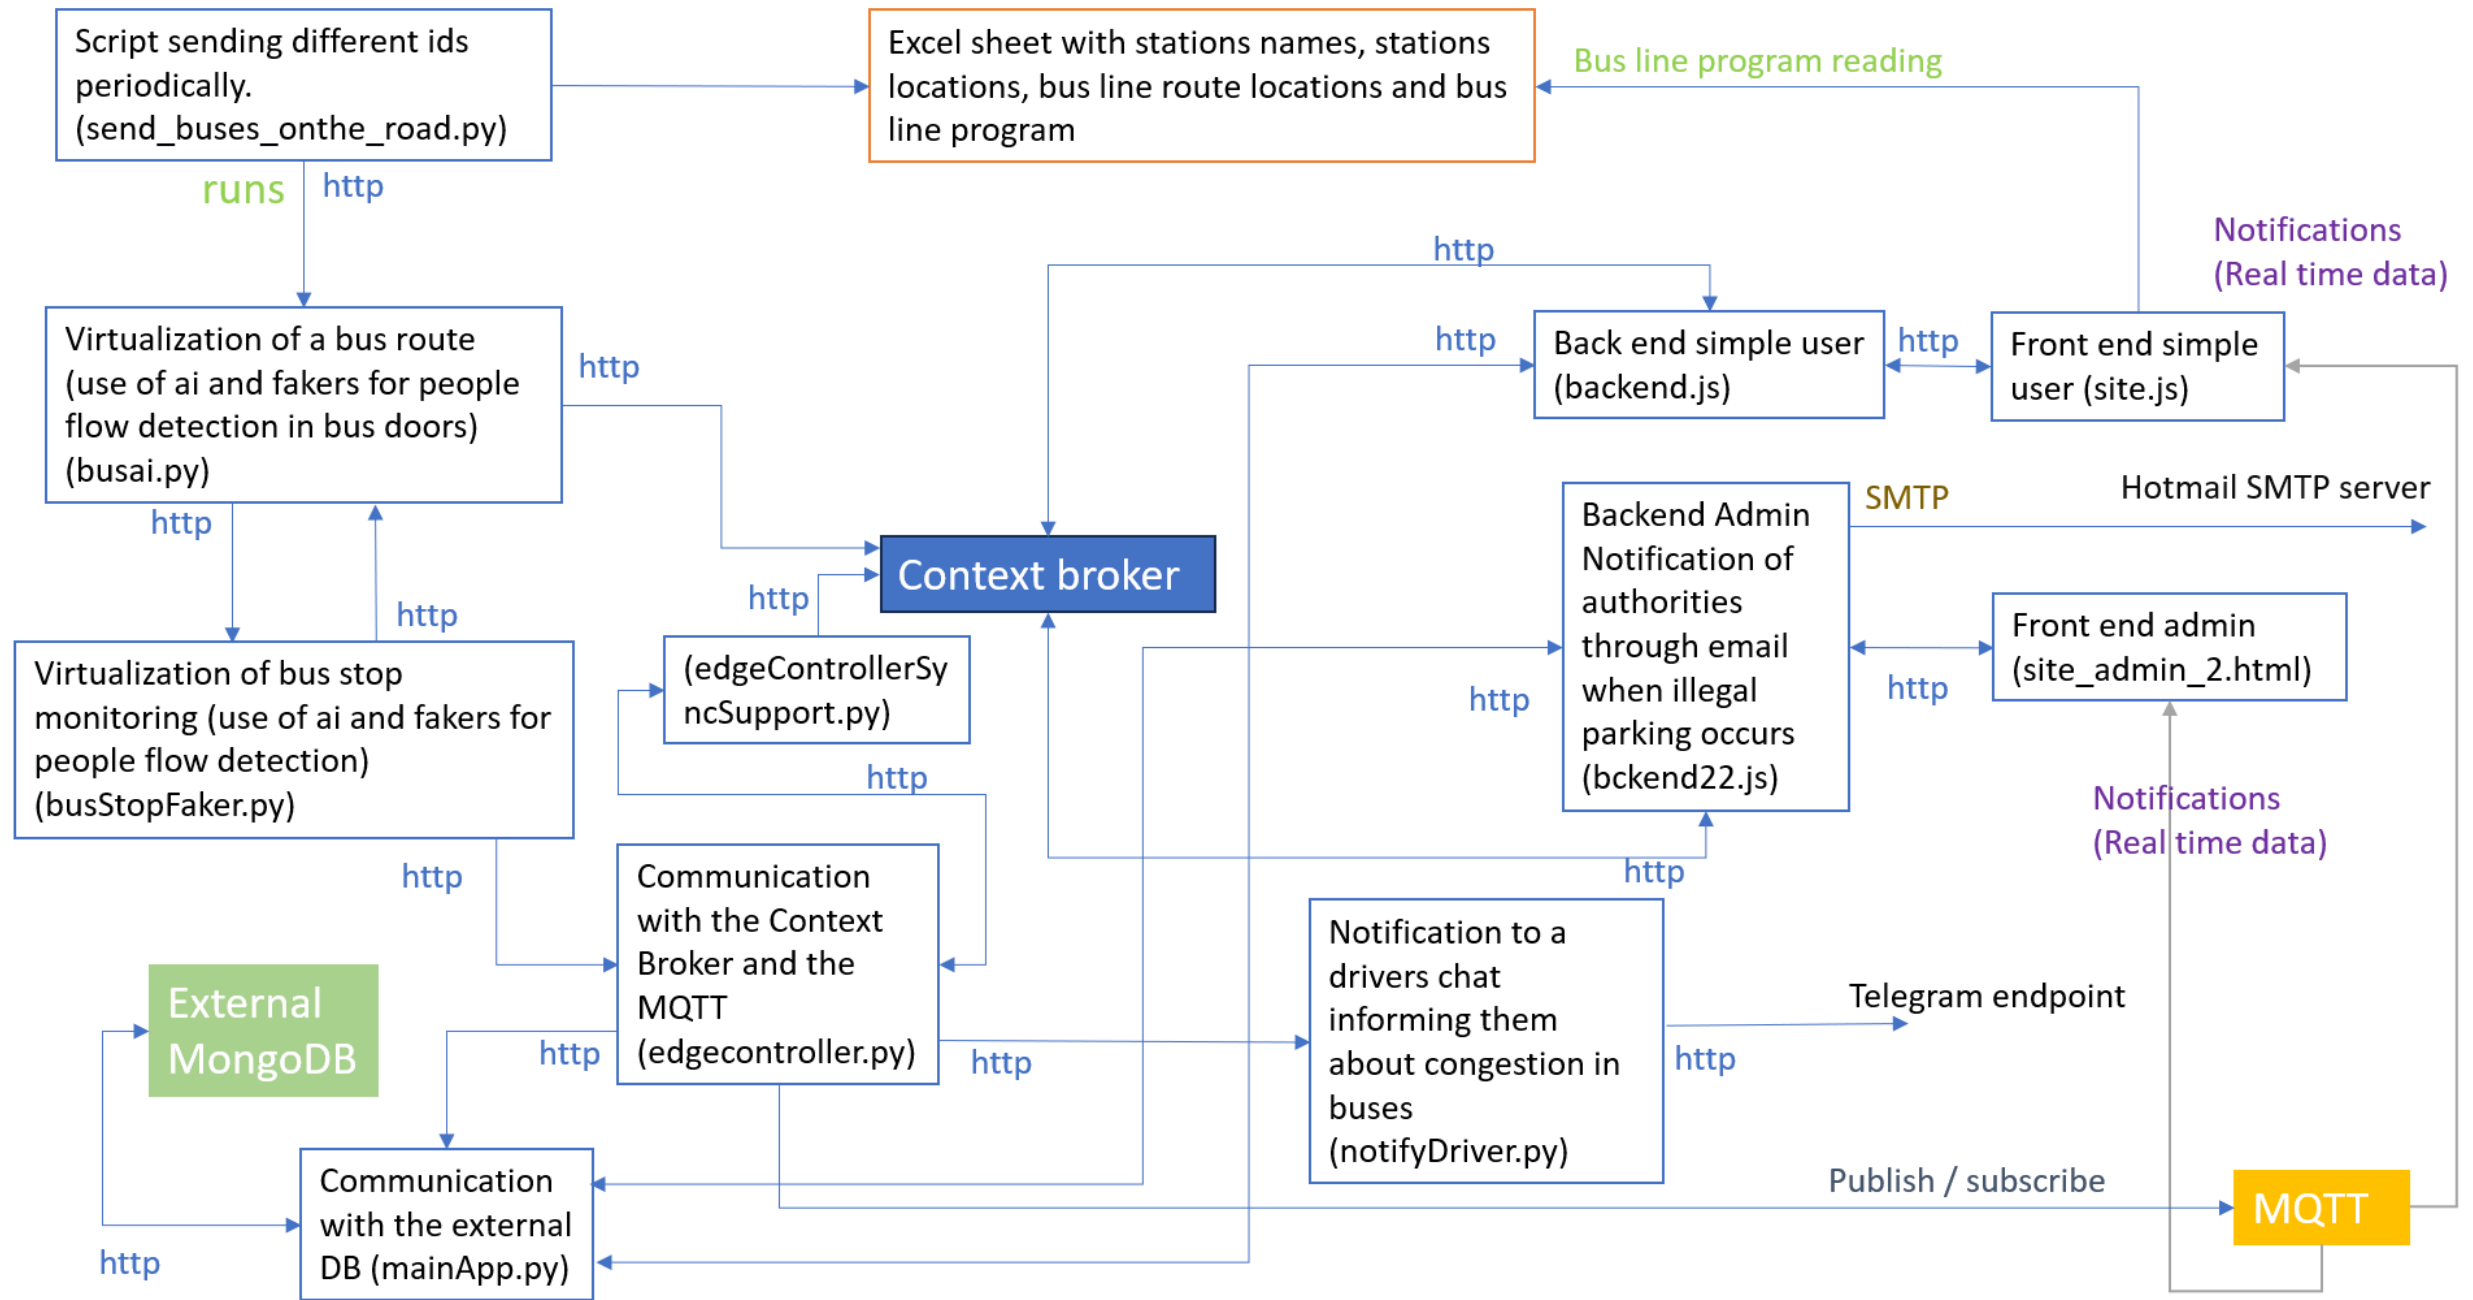 Script sending different ids
periodically.
(send_buses_onthe_road.py)
Excel sheet with stations names, stations
locations, bus line route locations and bus
line program
Bus line program reading
runs
http
Notifications
(Real time data)
http
Virtualization of a bus route
(use of ai and fakers for people
flow detection in bus doors)
(busai.py)
http
http
Back end simple user
(backend.js)
http
Front end simple
user (site.js)
http
http
Context broker
http
Backend Admin
Notification of
authorities
through email
when illegal
parking occurs
(bckend22.js)
SMTP
Hotmail SMTP server
Front end admin
(site_admin_2.html)
http
http
Virtualization of bus stop
monitoring (use of ai and fakers for
people flow detection)
(busStopFaker.py)
(edgeControllerSy
ncSupport.py)
http
Notifications
(Real time data)
http
http
Communication
with the Context
Broker and the
MQTT
(edgecontroller.py)
Notification to a
drivers chat
informing them
about congestion in
buses
(notifyDriver.py)
Telegram endpoint
http
External
MongoDB
http
http
http
Communication
with the external
DB (mainApp.py)
Publish / subscribe
MQTT